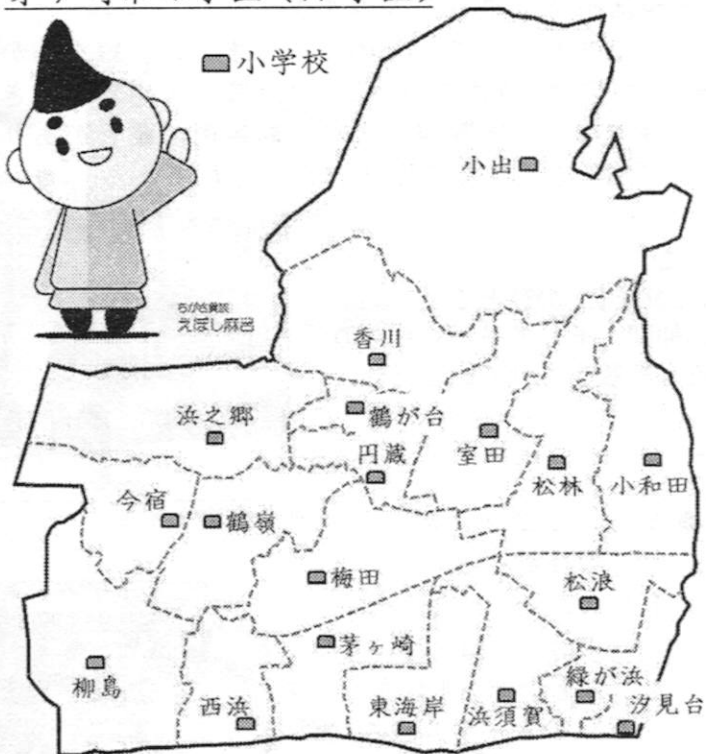 小学校
小出
ちがさき資源
えぼし麻呂
香川
鶴が台
浜之郷
円蔵
室田
松林
小和田
今宿
鶴嶺
梅田
松浪
茅ヶ崎
柳島
緑が浜
西浜
東海岸
浜須賀
汐見台